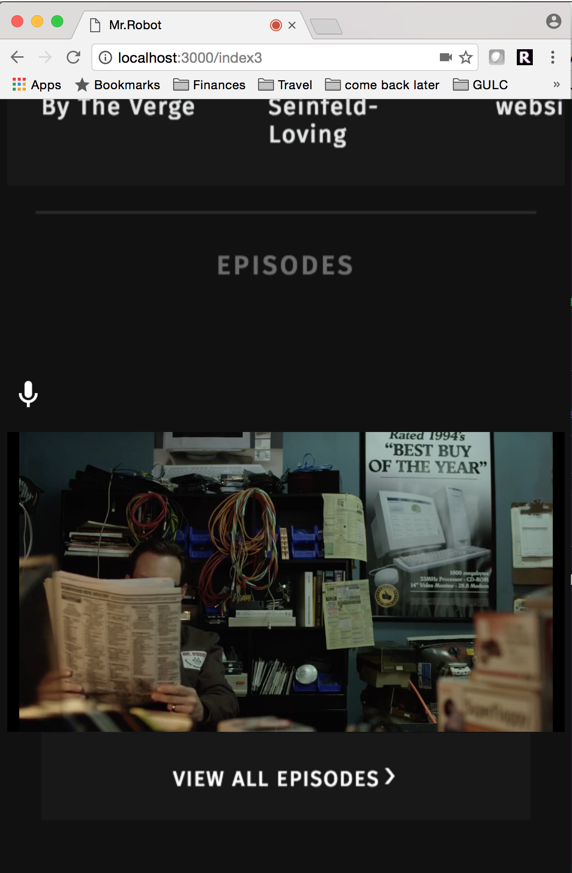 Mr.Robot
localhost:3000/index3
Apps
Bookmarks
Finances
Travel
come back later
GULC
»
By The Verge
Seinfeld-
Loving
websi
EPISODES
Rated 1994's
"BEST BUY
OF THE YEAR"
VIEW ALL EPISODES ›